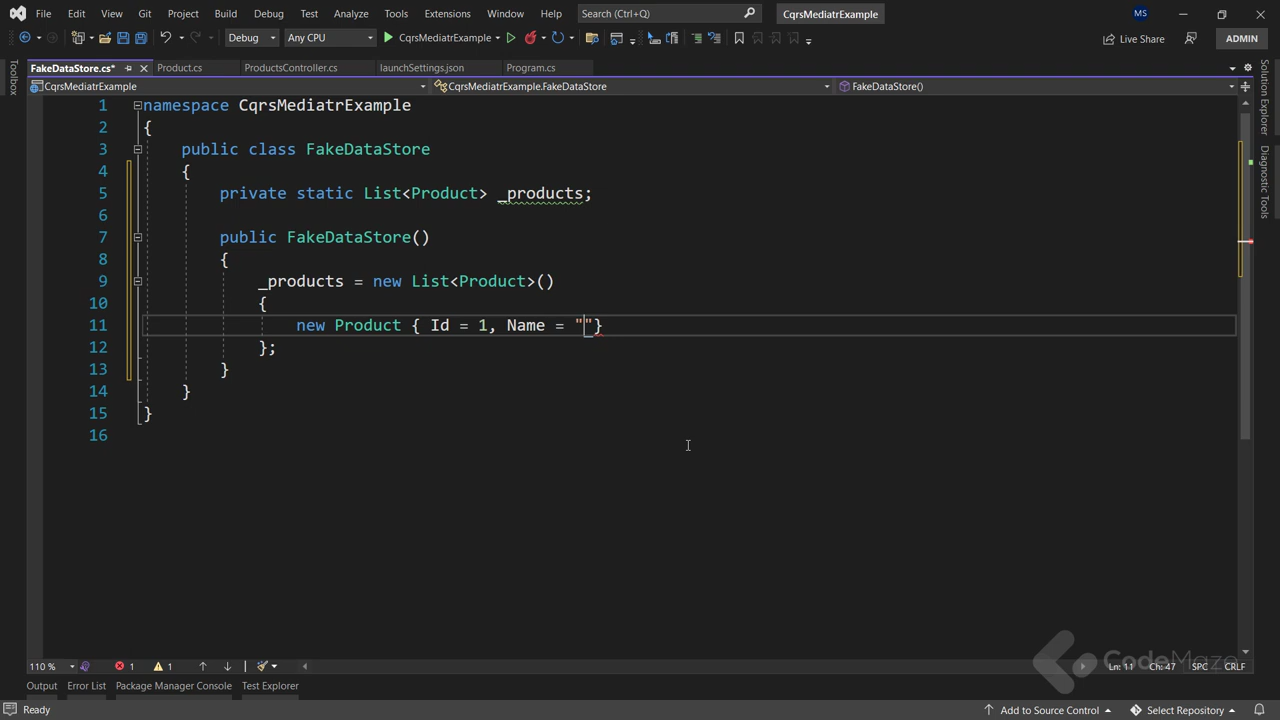 File Edit View Git Project Build Debug Test Analyze Tools Extensions Window Help Search (Ctrl+Q) CqrsMediatrExample MS
Debug Any CPU CqrsMediatrExample Live Share ADMIN
FakeDataStore.cs* Product.cs ProductsController.cs launchSettings.json Program.cs
CqrsMediatrExample CqrsMediatrExample.FakeDataStore FakeDataStore()
Toolbox
Solution Explorer
Diagnostic Tools
1 namespace CqrsMediatrExample
2 {
3 public class FakeDataStore
4 {
5 private static List<Product> _products;
6
7 public FakeDataStore()
8 {
9 _products = new List<Product>()
10 {
11 new Product { Id = 1, Name = ""}
12 };
13 }
14 }
15 }
16
CodeMaze
110 % 1 1 Ln: 11 Ch: 47 SPC CRLF
Output Error List Package Manager Console Test Explorer
Ready Add to Source Control Select Repository